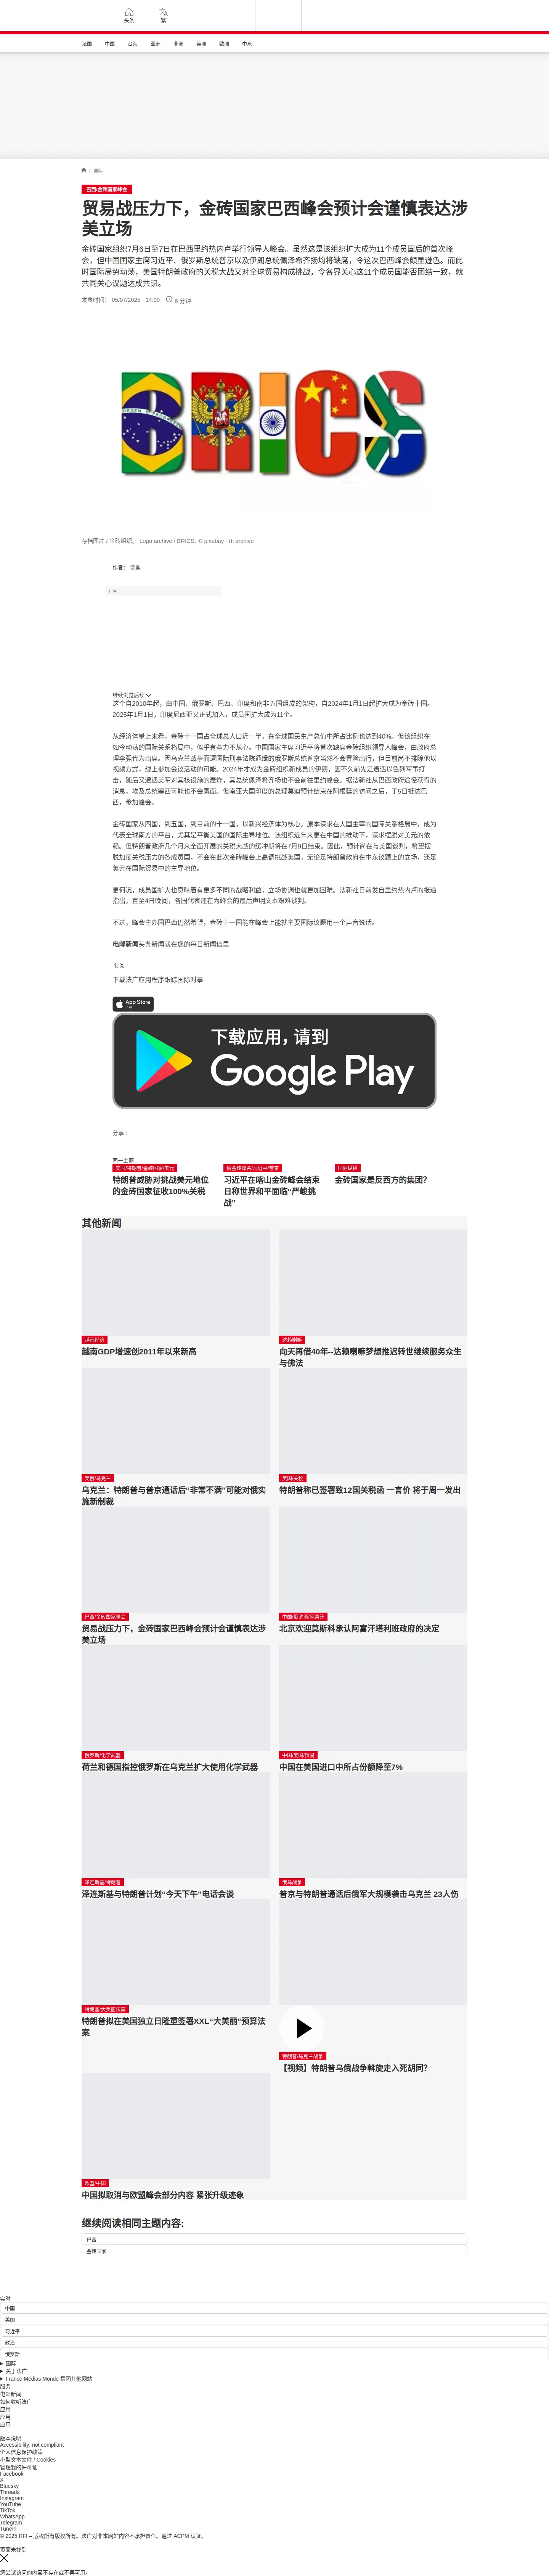 头条
繁
法国 中国 台海 亚洲 非洲 美洲 欧洲 中东
/ 国际
巴西/金砖国家峰会
贸易战压力下，金砖国家巴西峰会预计会谨慎表达涉
美立场
金砖国家组织7月6日至7日在巴西里约热内卢举行领导人峰会。虽然这是该组织扩大成为11个成员国后的首次峰
会，但中国国家主席习近平、俄罗斯总统普京以及伊朗总统佩泽希齐扬均将缺席，令这次巴西峰会颇显逊色。而此
时国际局势动荡，美国特朗普政府的关税大战又对全球贸易构成挑战，令各界关心这11个成员国能否团结一致，就
共同关心议题达成共识。
发表时间： 05/07/2025 - 14:09 6 分钟
BRICS
存档图片 / 金砖组织。 Logo archive / BRICS. © pixabay - rfi archive
作者： 瑞迪
广告
继续浏览后续
这个自2010年起，由中国、俄罗斯、巴西、印度和南非五国组成的架构，自2024年1月1日起扩大成为金砖十国。
2025年1月1日，印度尼西亚又正式加入，成员国扩大成为11个。
从经济体量上来看，金砖十一国占全球总人口近一半，在全球国民生产总值中所占比例也达到40%。但该组织在
如今动荡的国际关系格局中，似乎有些力不从心。中国国家主席习近平将首次缺席金砖组织领导人峰会，由政府总
理李强代为出席。因乌克兰战争而遭国际刑事法院通缉的俄罗斯总统普京当然不会冒险出行，但目前尚不排除他以
视频方式，线上参加会议活动的可能。2024年才成为金砖组织新成员的伊朗，因不久前先是遭遇以色列军事打
击，随后又遭遇美军对其核设施的轰炸，其总统佩泽希齐扬也不会前往里约峰会。据法新社从巴西政府途径获得的
消息，埃及总统塞西可能也不会露面。但南亚大国印度的总理莫迪预计结束在阿根廷的访问之后，于5日抵达巴
西，参加峰会。
金砖国家从四国，到五国，到目前的十一国，以新兴经济体为核心。原本谋求在大国主宰的国际关系格局中，成为
代表全球南方的平台，尤其是平衡美国的国际主导地位。该组织近年来更在中国的推动下，谋求摆脱对美元的依
赖。但特朗普政府几个月来全面开展的关税大战的缓冲期将在7月9日结束。因此，预计尚在与美国谈判，希望摆
脱加征关税压力的各成员国，不会在此次金砖峰会上高调挑战美国，无论是特朗普政府在中东议题上的立场，还是
美元在国际贸易中的主导地位。
更何况，成员国扩大也意味着有更多不同的战略利益，立场协调也就更加困难。法新社日前发自里约热内卢的报道
指出，直至4日晚间，各国代表还在为峰会的最后声明文本艰难谈判。
不过，峰会主办国巴西仍然希望，金砖十一国能在峰会上能就主要国际议题用一个声音说话。
电邮新闻头条新闻就在您的每日新闻信里
订阅
下载法广应用程序跟踪国际时事
App Store
下载应用，请到
Google Play
分享 :
同一主题
美国/特朗普/金砖国家/美元
特朗普威胁对挑战美元地位
的金砖国家征收100%关税
俄金砖峰会/习近平/普京
习近平在喀山金砖峰会结束
日称世界和平面临“严峻挑
战”
国际纵横
金砖国家是反西方的集团?
其他新闻
越南经济
越南GDP增速创2011年以来新高
达赖喇嘛
向天再借40年--达赖喇嘛梦想推迟转世继续服务众生
与佛法
美俄/乌克兰
乌克兰：特朗普与普京通话后“非常不满”可能对俄实
施新制裁
美国/关税
特朗普称已签署致12国关税函 一言价 将于周一发出
巴西/金砖国家峰会
贸易战压力下，金砖国家巴西峰会预计会谨慎表达涉
美立场
中国/俄罗斯/阿富汗
北京欢迎莫斯科承认阿富汗塔利班政府的决定
俄罗斯/化学武器
荷兰和德国指控俄罗斯在乌克兰扩大使用化学武器
中国/美国/贸易
中国在美国进口中所占份额降至7%
泽连斯基/特朗普
泽连斯基与特朗普计划“今天下午”电话会谈
俄乌战争
普京与特朗普通话后俄军大规模袭击乌克兰 23人伤
特朗普/大美丽法案
特朗普拟在美国独立日隆重签署XXL“大美丽”预算法
案
特朗普/乌克兰战争
【视频】特朗普乌俄战争斡旋走入死胡同?
欧盟/中国
中国拟取消与欧盟峰会部分内容 紧张升级迹象
继续阅读相同主题内容:
巴西
金砖国家
实时
中国
美国
习近平
政治
俄罗斯
国际
关于法广
France Médias Monde 集团其他网站
服务
电邮新闻
如何收听法广
应用
应用
应用
版本说明
Accessibility: not compliant
个人信息保护政策
小型文本文件 / Cookies
管理我的许可证
Facebook
X
Bluesky
Threads
Instagram
YouTube
TikTok
WhatsApp
Telegram
TuneIn
© 2025 RFI – 版权所有版权所有。法广对非本网站内容不承担责任。通过 ACPM 认证。
页面未找到
您尝试访问的内容不存在或不再可用。